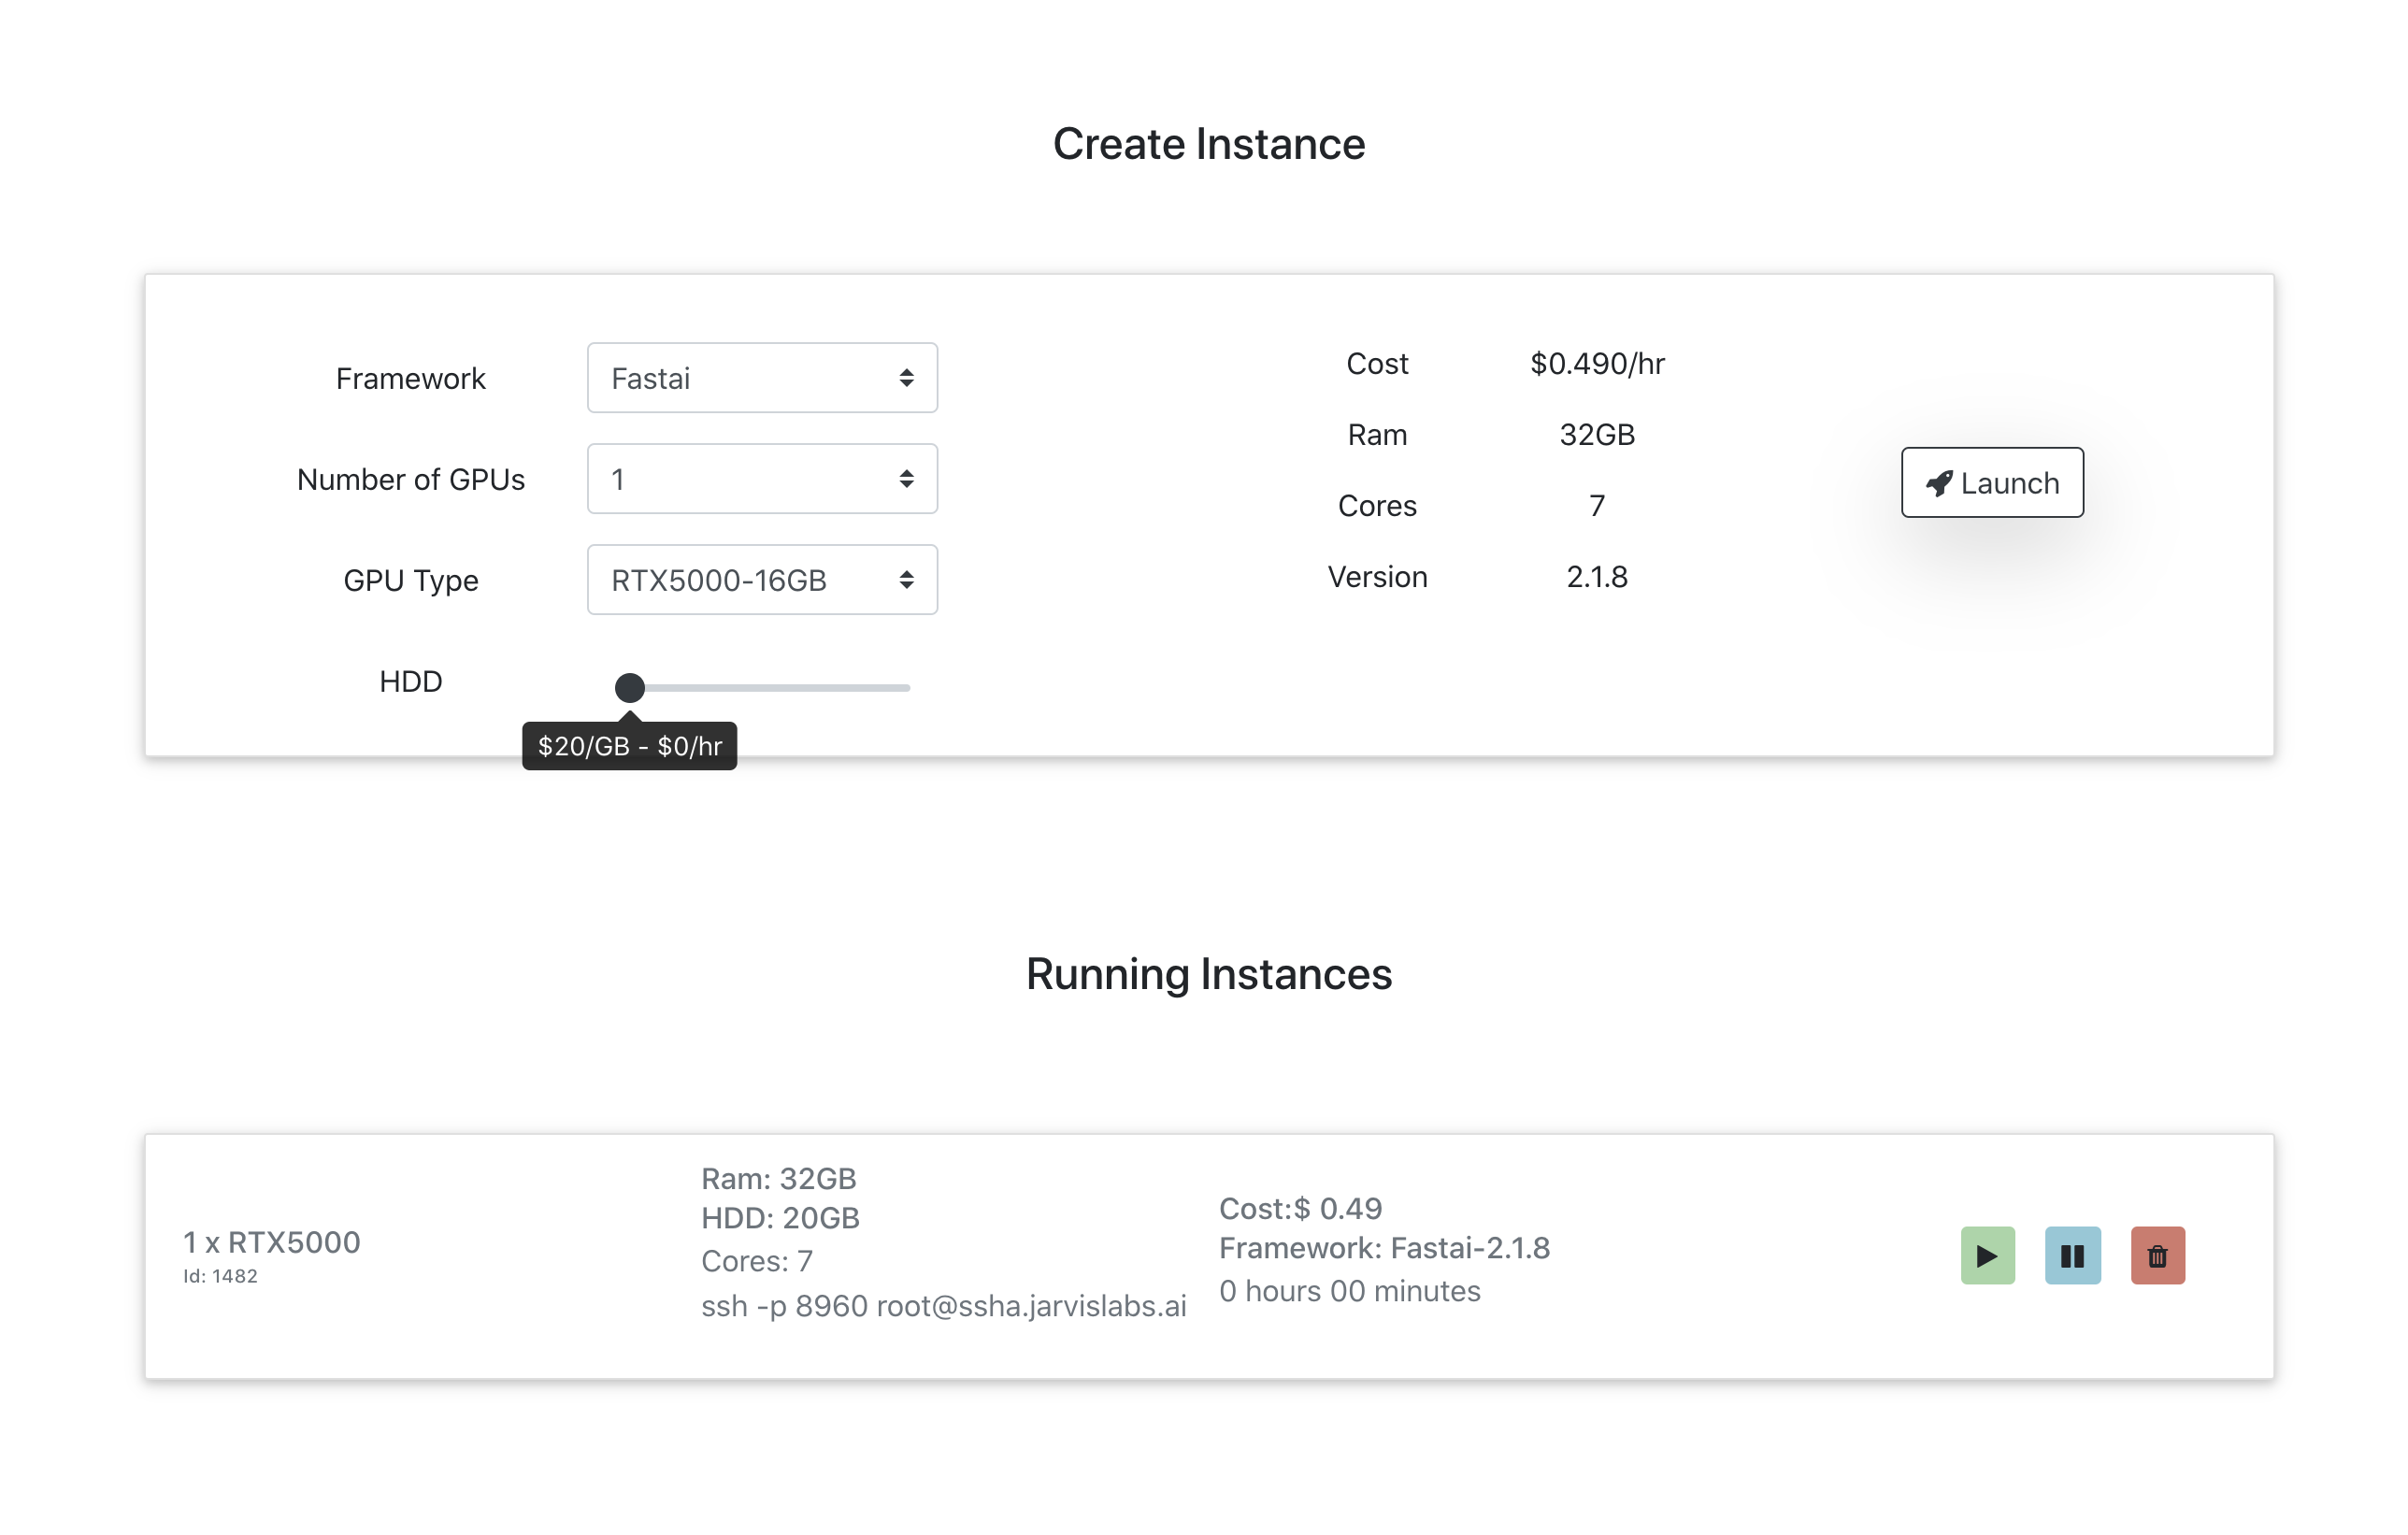 Create Instance
Framework
Fastai
Number of GPUs
1
GPU Type
RTX5000-16GB
HDD
$20/GB - $0/hr
Cost $0.490/hr
Ram 32GB
Cores 7
Version 2.1.8
Launch
Running Instances
1 x RTX5000
Id: 1482
Ram: 32GB
HDD: 20GB
Cores: 7
ssh -p 8960 root@ssha.jarvislabs.ai
Cost:$ 0.49
Framework: Fastai-2.1.8
0 hours 00 minutes